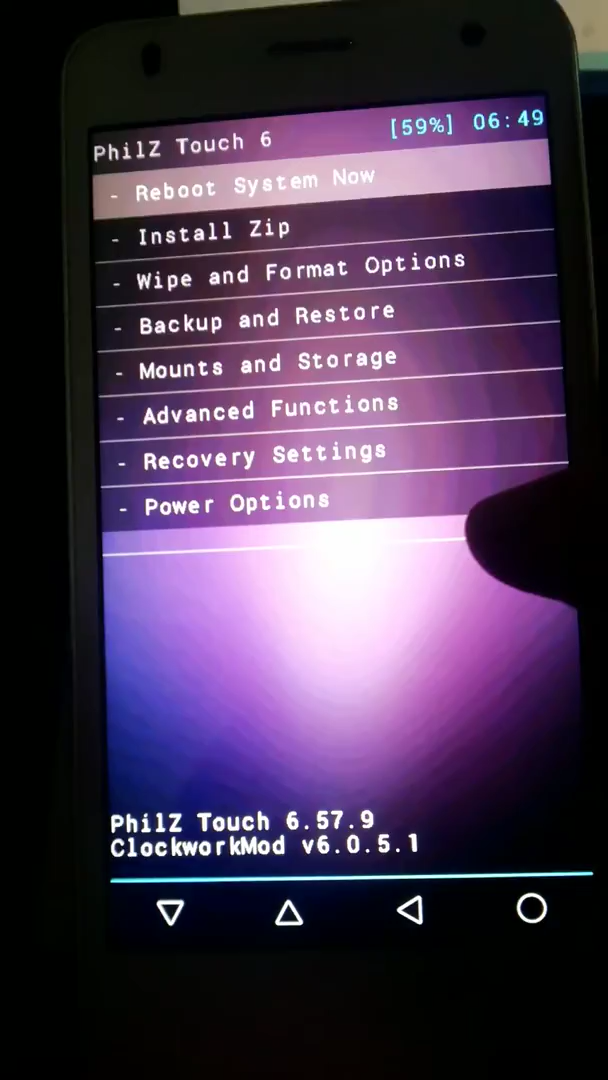 PhilZ Touch 6 [59%] 06:49
- Reboot System Now
- Install Zip
- Wipe and Format Options
- Backup and Restore
- Mounts and Storage
- Advanced Functions
- Recovery Settings
- Power Options
PhilZ Touch 6.57.9
ClockworkMod v6.0.5.1